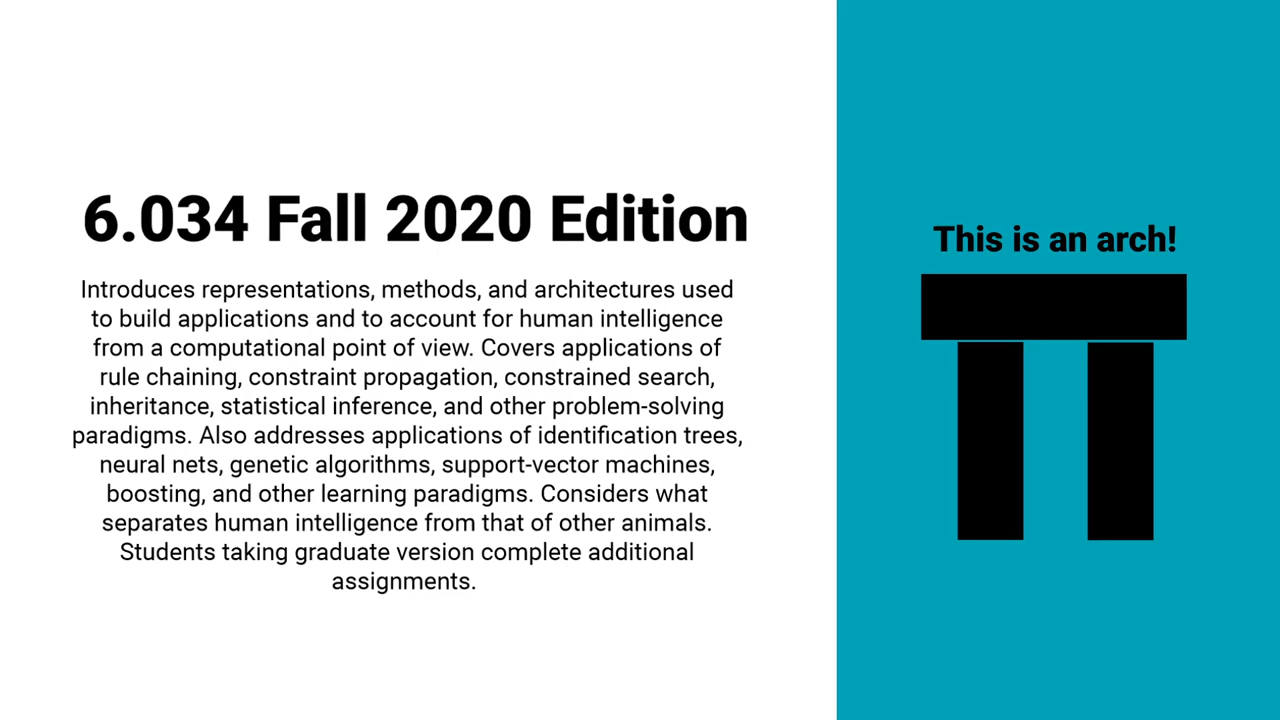 6.034 Fall 2020 Edition
Introduces representations, methods, and architectures used
to build applications and to account for human intelligence
from a computational point of view. Covers applications of
rule chaining, constraint propagation, constrained search,
inheritance, statistical inference, and other problem-solving
paradigms. Also addresses applications of identification trees,
neural nets, genetic algorithms, support-vector machines,
boosting, and other learning paradigms. Considers what
separates human intelligence from that of other animals.
Students taking graduate version complete additional
assignments.
This is an arch!